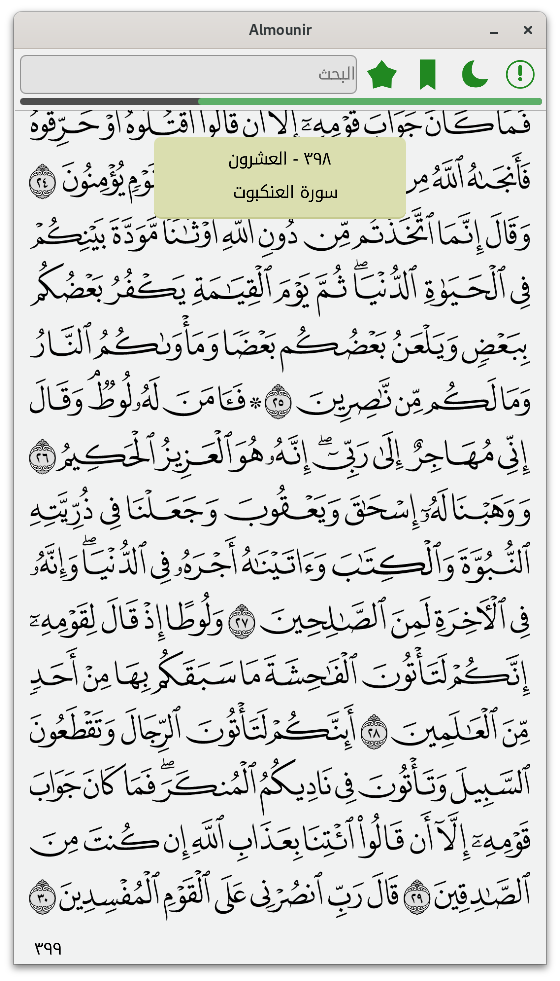 Almounir
البحث
فَمَا كَانَ جَوَابَ قَوْمِهِۦٓ إِلَّآ أَن قَالُوا۟ ٱقْتُلُوهُ أَوْ حَرِّقُوهُ
٣٩٨ - العشرون
فَأَنجَىٰهُ ٱللَّهُ مِنَ يُؤْمِنُونَ ٢٤
سورة العنكبوت
وَقَالَ إِنَّمَا ٱتَّخَذْتُم مِّن دُونِ ٱللَّهِ أَوْثَٰنًا مَّوَدَّةَ بَيْنِكُمْ
فِى ٱلْحَيَوٰةِ ٱلدُّنْيَا ۖ ثُمَّ يَوْمَ ٱلْقِيَٰمَةِ يَكْفُرُ بَعْضُكُم
بِبَعْضٍ وَيَلْعَنُ بَعْضُكُم بَعْضًا وَمَأْوَىٰكُمُ ٱلنَّارُ
وَمَا لَكُم مِّن نَّٰصِرِينَ ٢٥ ۞ فَـَٔامَنَ لَهُۥ لُوطٌ ۘ وَقَالَ
إِنِّى مُهَاجِرٌ إِلَىٰ رَبِّىٓ ۖ إِنَّهُۥ هُوَ ٱلْعَزِيزُ ٱلْحَكِيمُ ٢٦
وَوَهَبْنَا لَهُۥٓ إِسْحَٰقَ وَيَعْقُوبَ وَجَعَلْنَا فِى ذُرِّيَّتِهِ
ٱلنُّبُوَّةَ وَٱلْكِتَٰبَ وَءَاتَيْنَٰهُ أَجْرَهُۥ فِى ٱلدُّنْيَا ۖ وَإِنَّهُۥ
فِى ٱلْـَٔاخِرَةِ لَمِنَ ٱلصَّٰلِحِينَ ٢٧ وَلُوطًا إِذْ قَالَ لِقَوْمِهِۦٓ
إِنَّكُمْ لَتَأْتُونَ ٱلْفَٰحِشَةَ مَا سَبَقَكُم بِهَا مِنْ أَحَدٍ
مِّنَ ٱلْعَٰلَمِينَ ٢٨ أَئِنَّكُمْ لَتَأْتُونَ ٱلرِّجَالَ وَتَقْطَعُونَ
ٱلسَّبِيلَ وَتَأْتُونَ فِى نَادِيكُمُ ٱلْمُنكَرَ ۖ فَمَا كَانَ جَوَابَ
قَوْمِهِۦٓ إِلَّآ أَن قَالُوا۟ ٱئْتِنَا بِعَذَابِ ٱللَّهِ إِن كُنتَ مِنَ
ٱلصَّٰدِقِينَ ٢٩ قَالَ رَبِّ ٱنصُرْنِى عَلَى ٱلْقَوْمِ ٱلْمُفْسِدِينَ ٣٠
٣٩٩